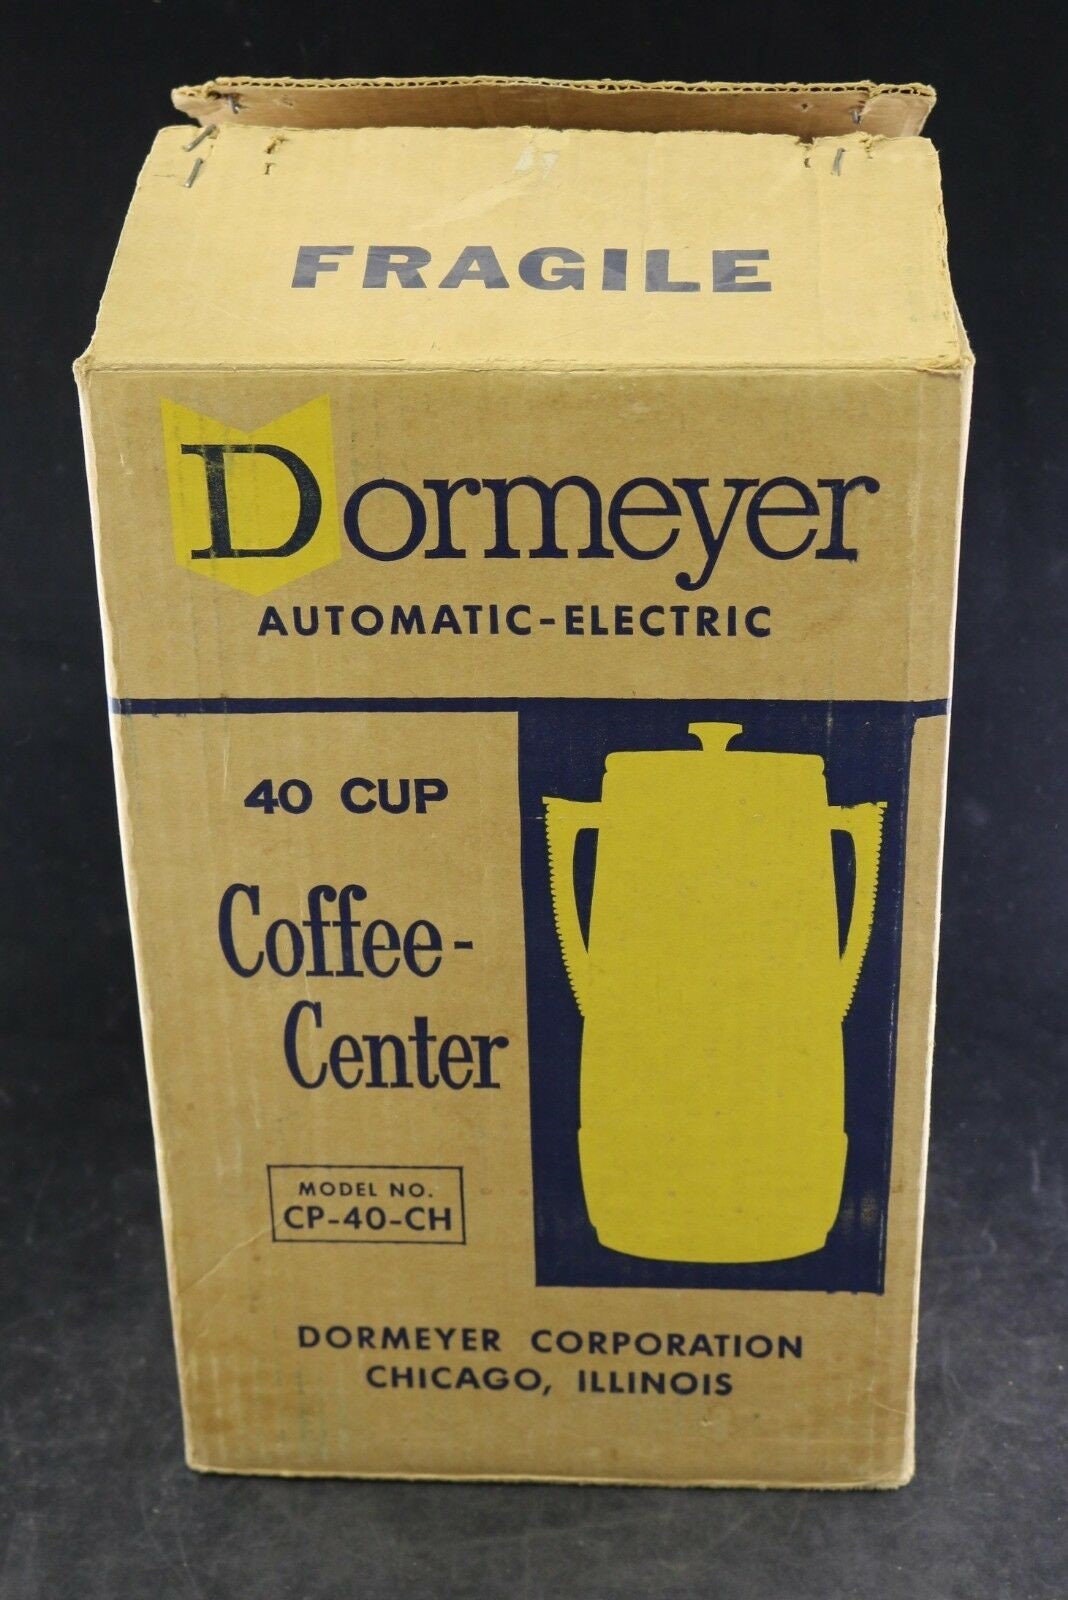 FRAGILE
Dormeyer
AUTOMATIC-ELECTRIC
40 CUP
Coffee-
Center
MODEL NO.
CP-40-CH
DORMEYER CORPORATION
CHICAGO, ILLINOIS